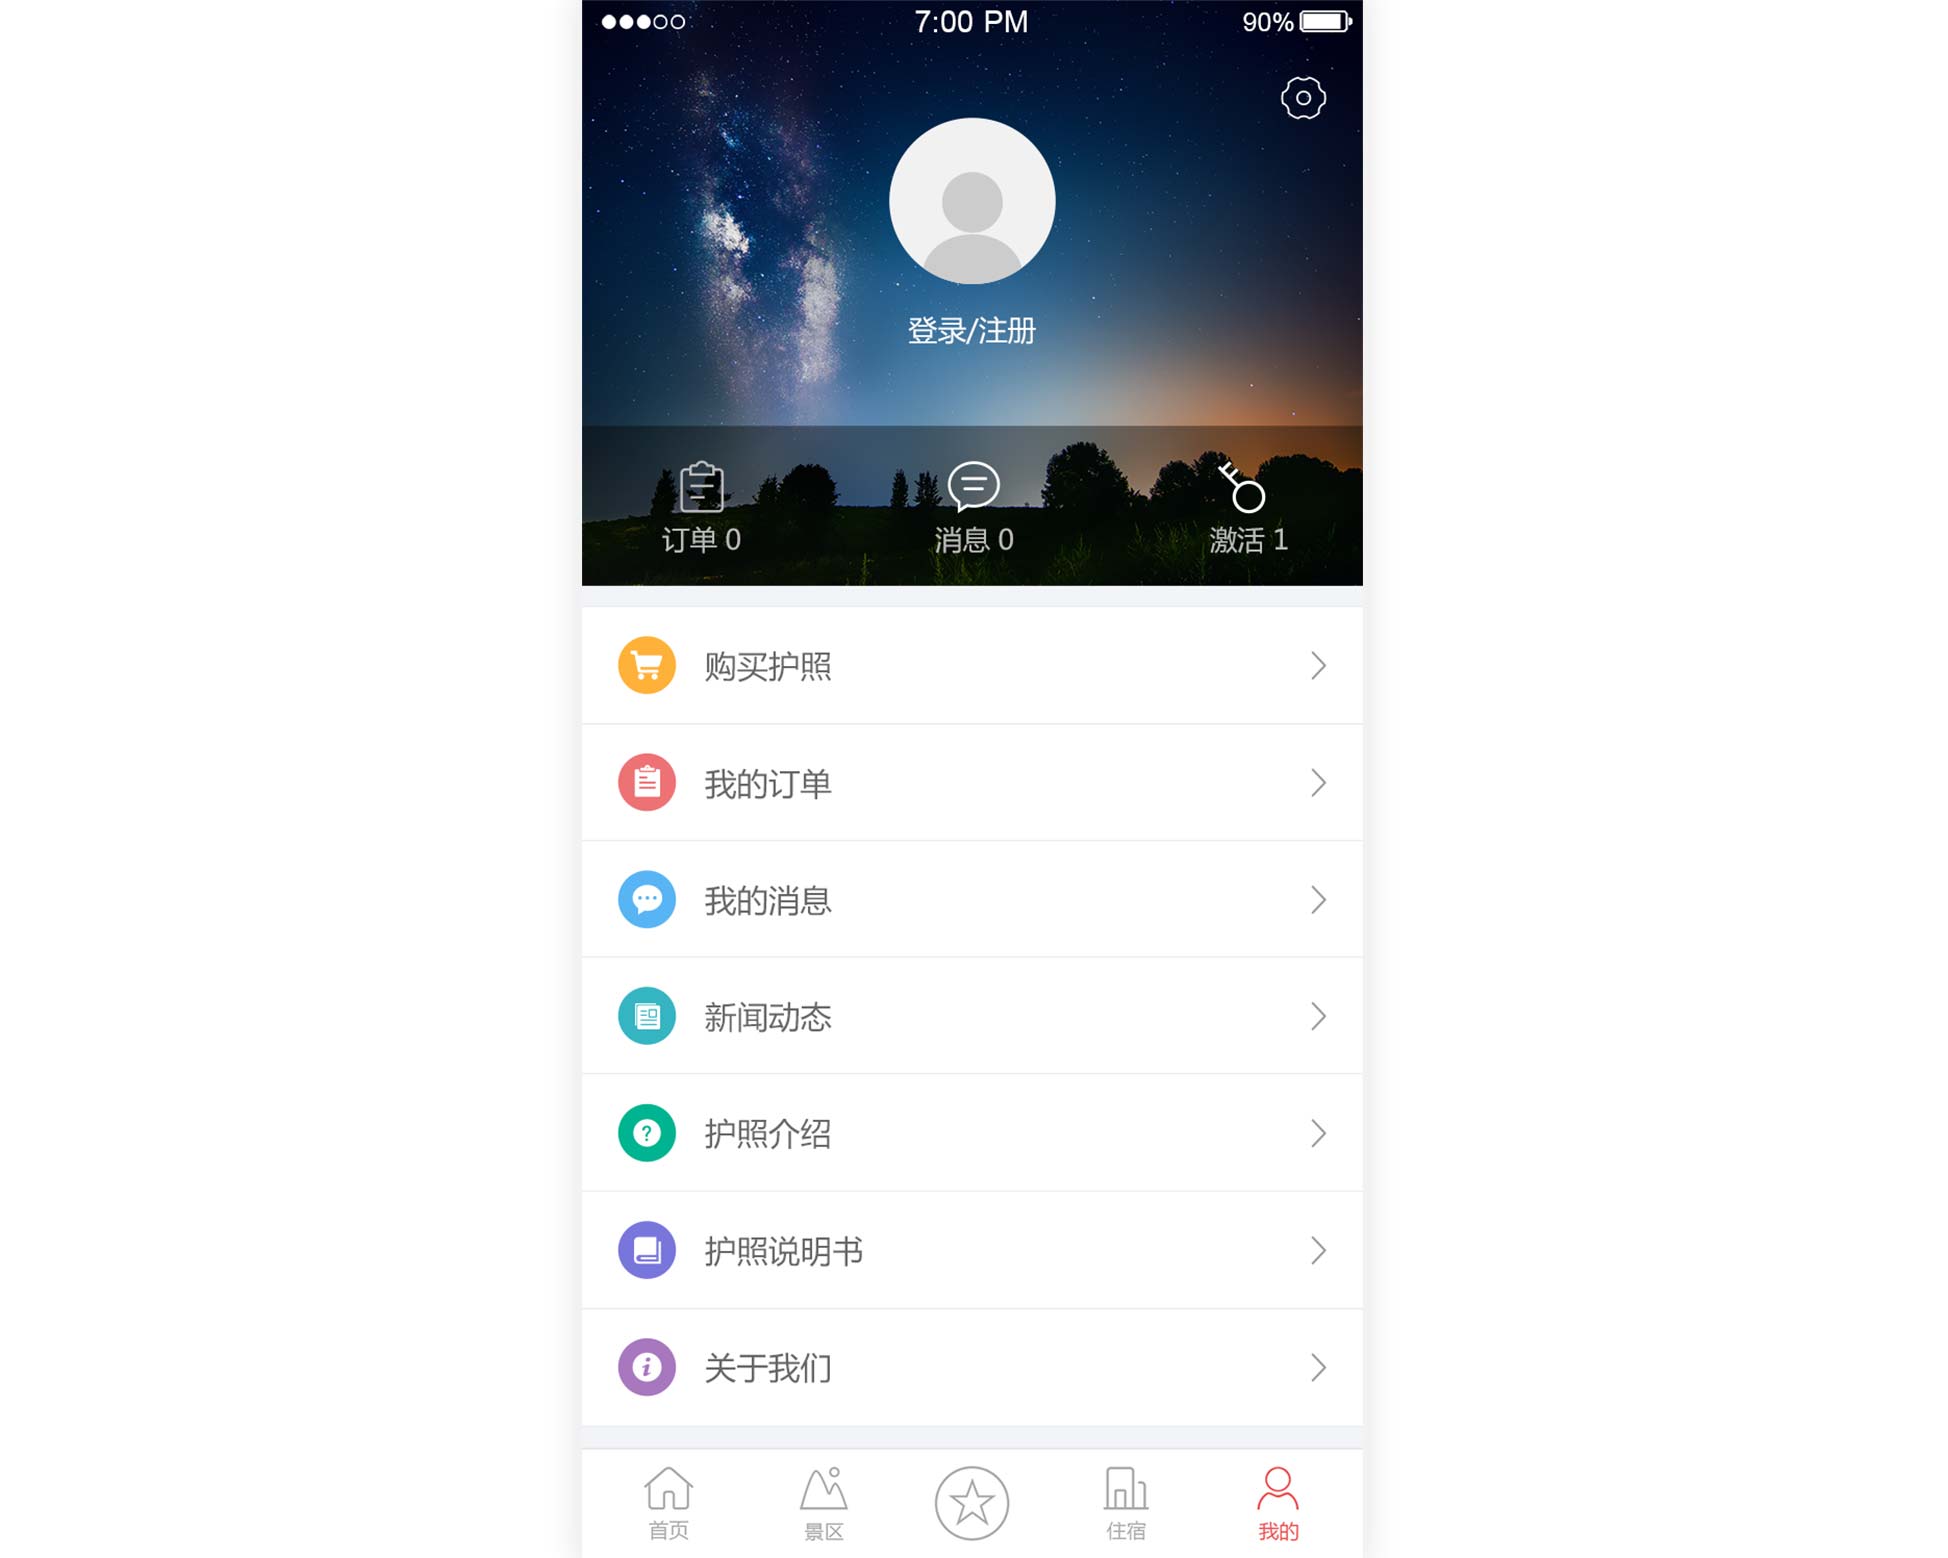 7:00 PM
90%
登录/注册
订单 0
消息 0
激活 1
购买护照
我的订单
我的消息
新闻动态
护照介绍
护照说明书
关于我们
首页
景区
住宿
我的